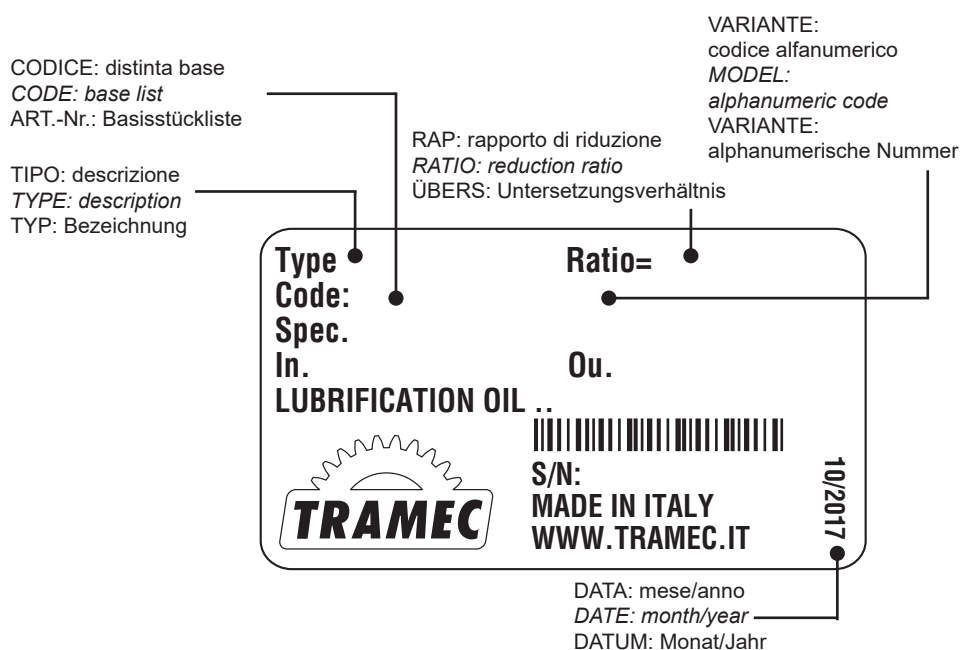 VARIANTE:
codice alfanumerico
MODEL:
alphanumeric code
VARIANTE:
alphanumerische Nummer
CODICE: distinta base
CODE: base list
ART.-Nr.: Basisstückliste
RAP: rapporto di riduzione
RATIO: reduction ratio
ÜBERS: Untersetzungsverhältnis
TIPO: descrizione
TYPE: description
TYP: Bezeichnung
Type
Ratio=
Code:
Spec.
In.
Ou.
LUBRIFICATION OIL ..
TRAMEC
S/N:
MADE IN ITALY
WWW.TRAMEC.IT
10/2017
DATA: mese/anno
DATE: month/year
DATUM: Monat/Jahr